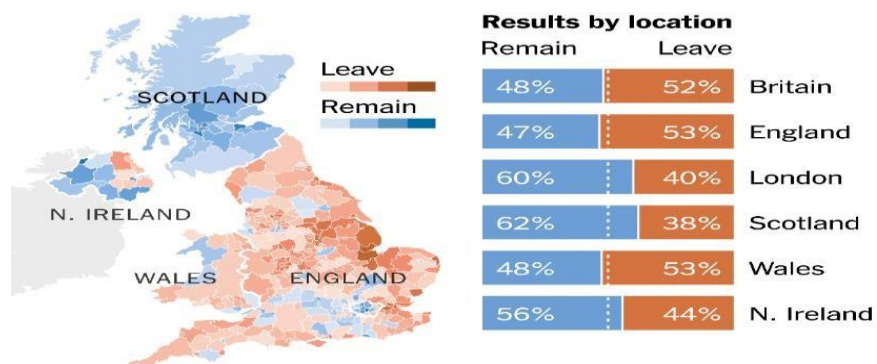 Leave
Remain
SCOTLAND
N. IRELAND
WALES
ENGLAND
Results by location
Remain Leave
48% 52% Britain
47% 53% England
60% 40% London
62% 38% Scotland
48% 53% Wales
56% 44% N. Ireland